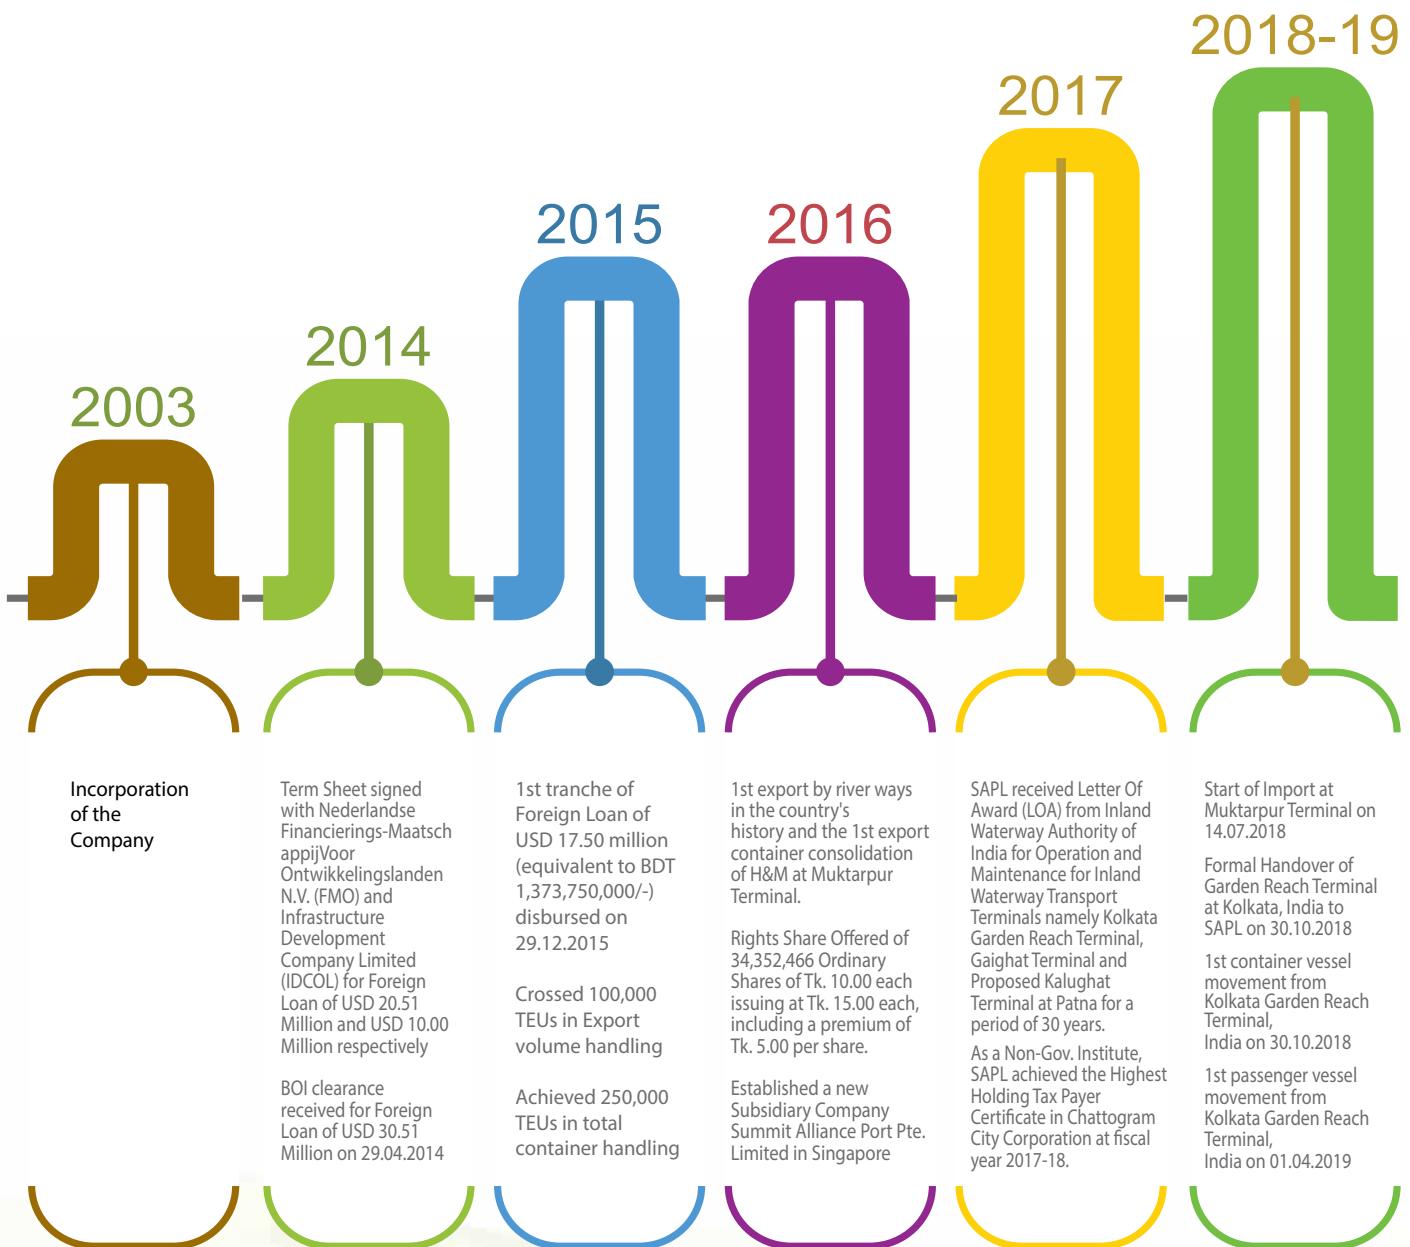 2003
Incorporation
of the
Company
2014
Term Sheet signed
with Nederlandse
Financierings-Maatsch
appijVoor
Ontwikkelingslanden
N.V. (FMO) and
Infrastructure
Development
Company Limited
(IDCOL) for Foreign
Loan of USD 20.51
Million and USD 10.00
Million respectively
BOI clearance
received for Foreign
Loan of USD 30.51
Million on 29.04.2014
2015
1st tranche of
Foreign Loan of
USD 17.50 million
(equivalent to BDT
1,373,750,000/-)
disbursed on
29.12.2015
Crossed 100,000
TEUs in Export
volume handling
Achieved 250,000
TEUs in total
container handling
2016
1st export by river ways
in the country's
history and the 1st export
container consolidation
of H&M at Muktarpur
Terminal.
Rights Share Offered of
34,352,466 Ordinary
Shares of Tk. 10.00 each
issuing at Tk. 15.00 each,
including a premium of
Tk. 5.00 per share.
Established a new
Subsidiary Company
Summit Alliance Port Pte.
Limited in Singapore
2017
SAPL received Letter Of
Award (LOA) from Inland
Waterway Authority of
India for Operation and
Maintenance for Inland
Waterway Transport
Terminals namely Kolkata
Garden Reach Terminal,
Gaighat Terminal and
Proposed Kalughat
Terminal at Patna for a
period of 30 years.
As a Non-Gov. Institute,
SAPL achieved the Highest
Holding Tax Payer
Certificate in Chattogram
City Corporation at fiscal
year 2017-18.
2018-19
Start of Import at
Muktarpur Terminal on
14.07.2018
Formal Handover of
Garden Reach Terminal
at Kolkata, India to
SAPL on 30.10.2018
1st container vessel
movement from
Kolkata Garden Reach
Terminal,
India on 30.10.2018
1st passenger vessel
movement from
Kolkata Garden Reach
Terminal,
India on 01.04.2019